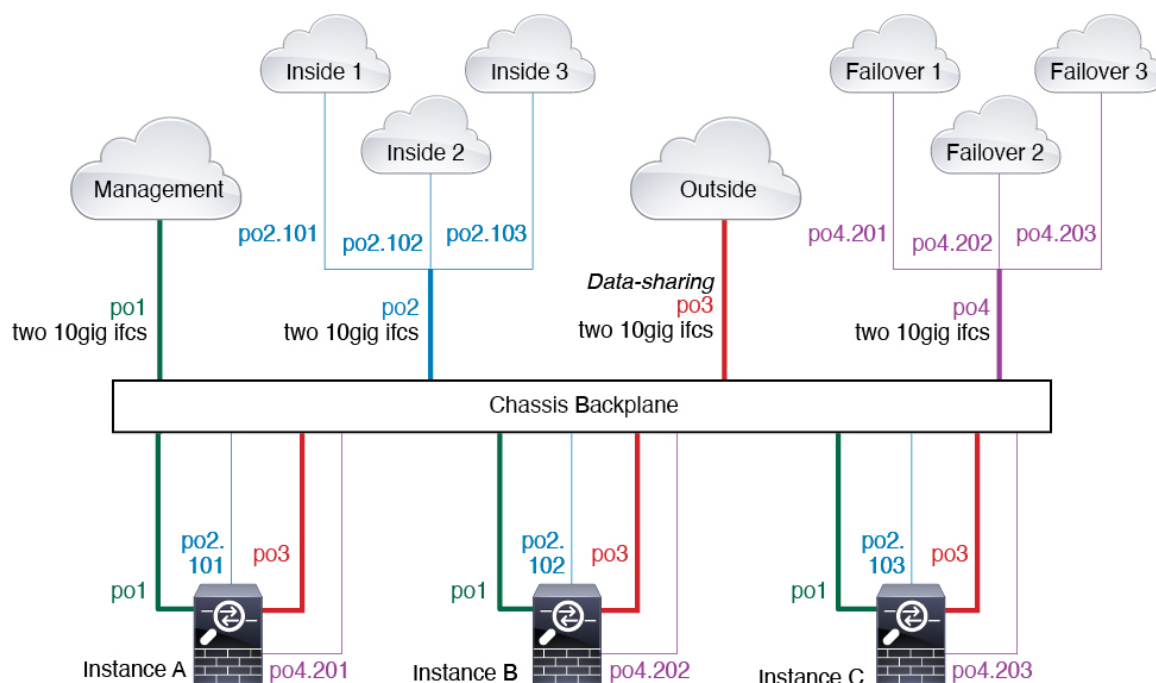 Inside 1
Inside 3
Failover 1
Failover 3
Inside 2
Failover 2
Management
Outside
po2.101
po2.102
po2.103
po4.201
po4.202
po4.203
po1
two 10gig ifcs
po2
two 10gig ifcs
Data-sharing
po3
two 10gig ifcs
po4
two 10gig ifcs
Chassis Backplane
po1
po2.
101
po3
Instance A
po4.201
po1
po2.
102
po3
Instance B
po4.202
po1
po2.
103
po3
Instance C
po4.203